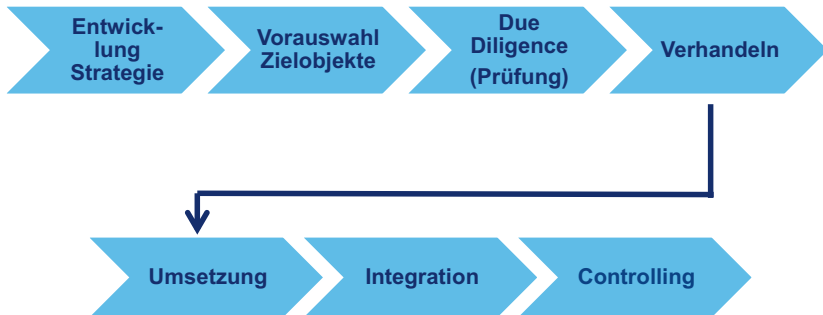 Entwick-
lung
Strategie
Vorauswahl
Zielobjekte
Due
Diligence
(Prüfung)
Verhandeln
Umsetzung
Integration
Controlling